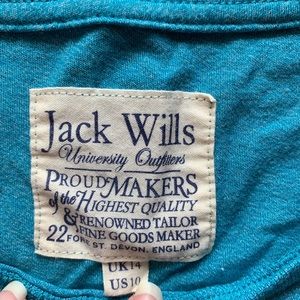 Jack Wills
University Outfitters
PROUD MAKERS
of the HIGHEST QUALITY
& RENOWNED TAILOR
FINE GOODS MAKER
22 FORE ST. DEVON. ENGLAND
UK 14
US 10